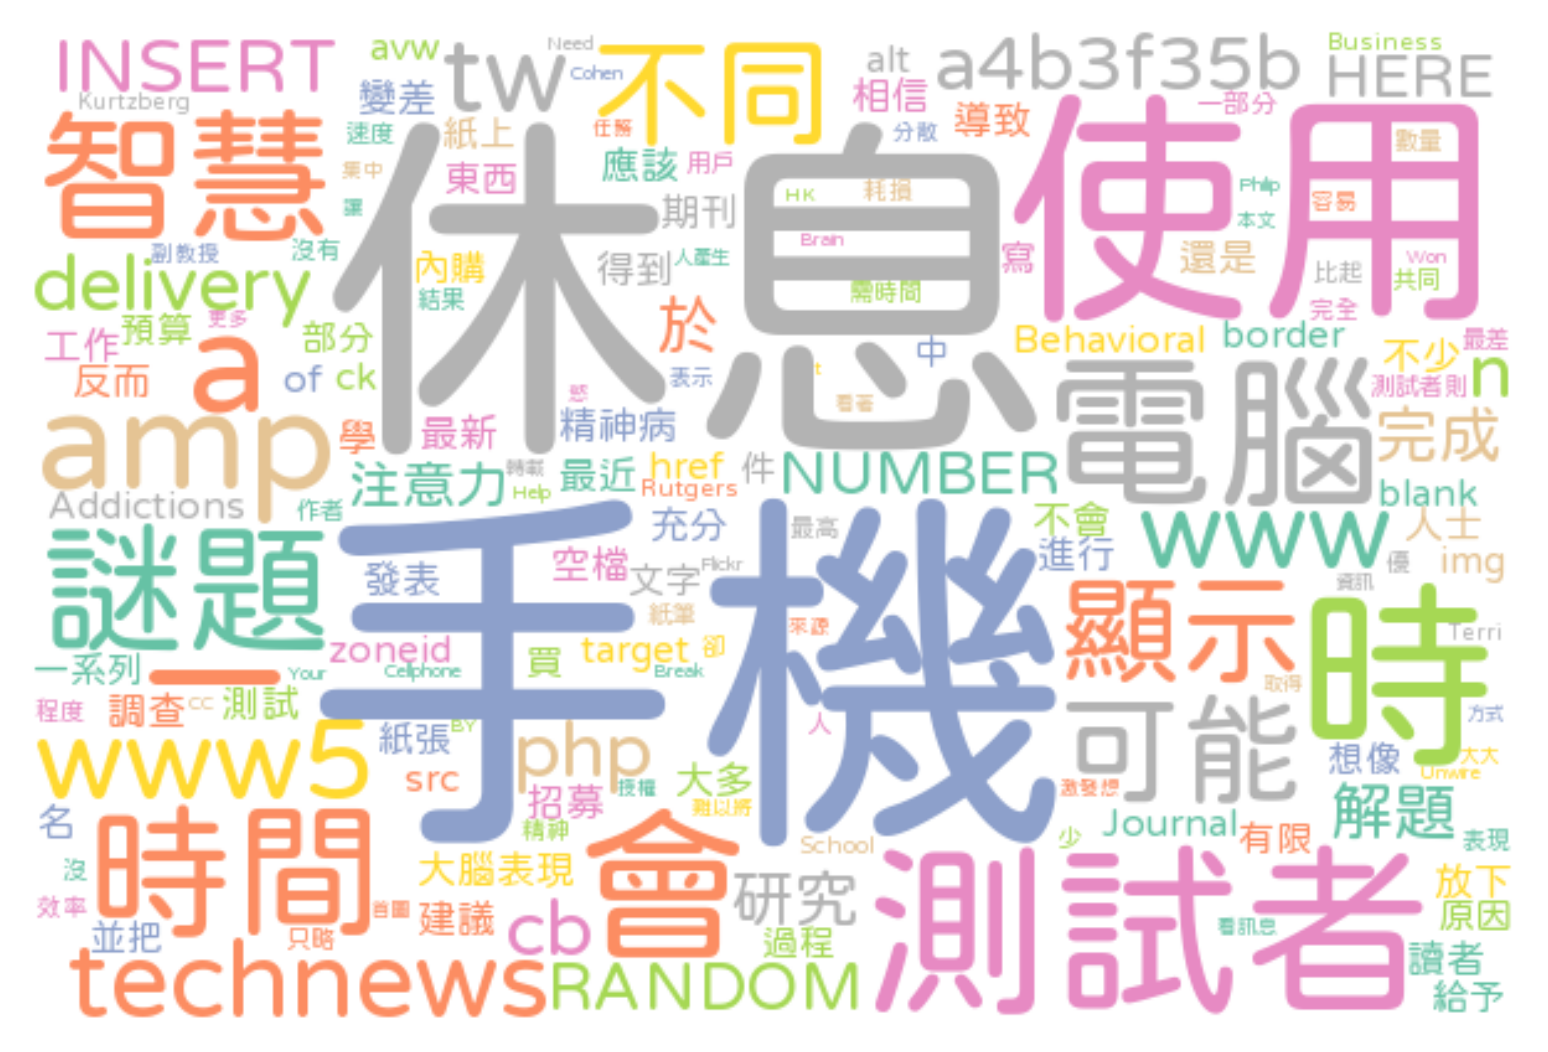 INSERT
avw
tw
Need
Cohen
不同
alt
a4b3f35b
Business
HERE
Kurtzberg
變差
相信
導致
一部分
智慧
速度
紙上
任務
分散
使用
數量
集中
休息
東西
應該
用戶
HK
耗損
Philip
容易
讓
期刊
本文
副教授
沒有
內購
得到
人產生
Brain
寫
還是
比起
Won
共同
delivery
結果
需時間
完全
預算
更多
工作
部分
於
中
Behavioral
border
不少
最差
反而
a
of
ck
表示
t
電腦
測試者則
n
amp
學
最新
慾
精神病
看著
完成
注意力
轉載
Help
最近
href
Rutgers
件
NUMBER
blank
Addictions
作者
充分
最高
不會
www
人士
謎題
手機
發表
空檔
文字
Flickr
進行
優
img
資訊
紙筆
來源
顯示
時
Terri
一系列
一
Your
zoneid
Cellphone
買
target
卻
Break
取得
程度
調查
CC
測試
紙張
BY
php
人
可能
方式
www5
src
招募
授權
大多
難以將
激發想
想像
大大
Unwire
名
時間
精神
會
School
少
Journal
有限
解題
表現
沒
大腦表現
研究
測試者
放下
效率
首圖
建議
cb
看訊息
原因
並把
只略
過程
讀者
technews
RANDOM
給予